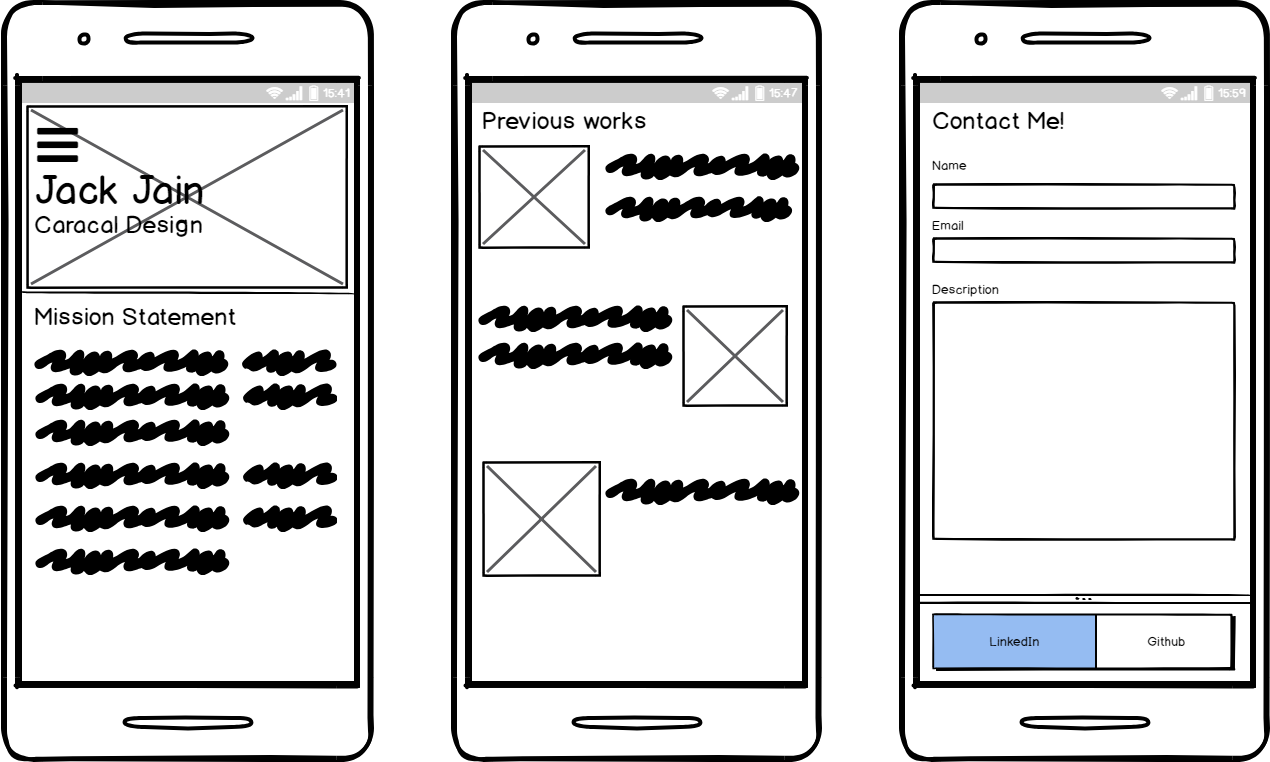 15:41
Jack Jain
Caracal Design
Mission Statement
15:47
Previous works
15:59
Contact Me!
Name
Email
Description
LinkedIn
Github